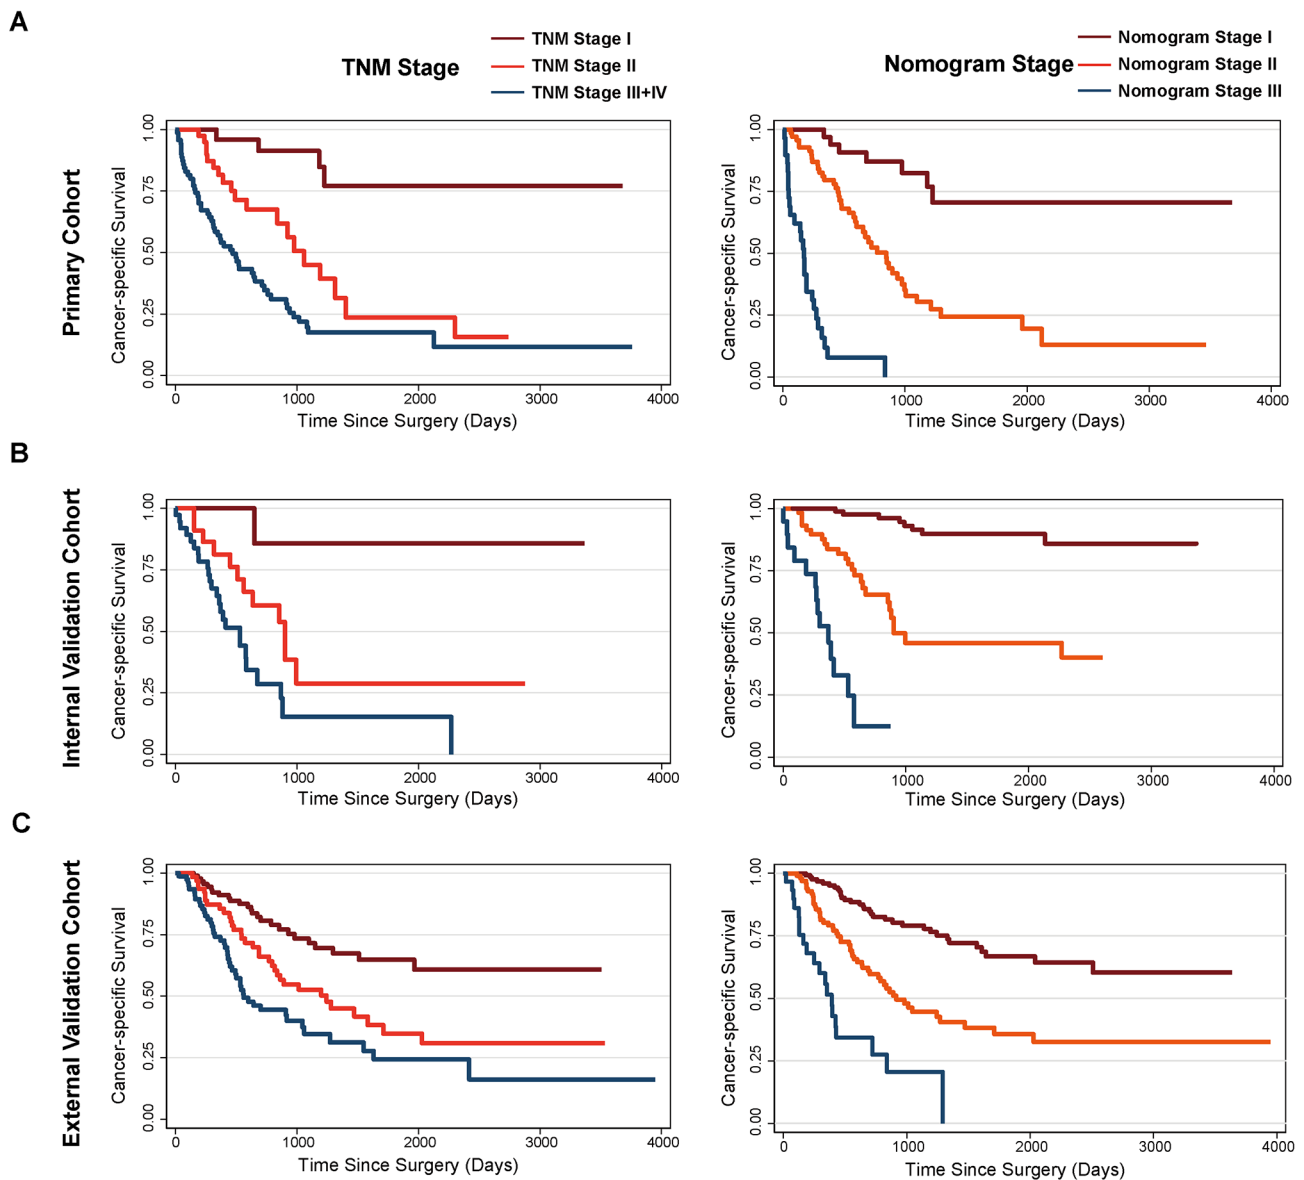 A
TNM Stage
TNM Stage I
TNM Stage II
TNM Stage III+IV
Nomogram Stage
Nomogram Stage I
Nomogram Stage II
Nomogram Stage III
Primary Cohort
Cancer-specific Survival
1.00
0.75
0.50
0.25
0.00
0 1000 2000 3000 4000
Time Since Surgery (Days)
Cancer-specific Survival
1.00
0.75
0.50
0.25
0.00
0 1000 2000 3000 4000
Time Since Surgery (Days)
B
Internal Validation Cohort
Cancer-specific Survival
1.00
0.75
0.50
0.25
0.00
0 1000 2000 3000 4000
Time Since Surgery (Days)
Cancer-specific Survival
1.00
0.75
0.50
0.25
0.00
0 1000 2000 3000 4000
Time Since Surgery (Days)
C
External Validation Cohort
Cancer-specific Survival
1.00
0.75
0.50
0.25
0.00
0 1000 2000 3000 4000
Time Since Surgery (Days)
Cancer-specific Survival
1.00
0.75
0.50
0.25
0.00
0 1000 2000 3000 4000
Time Since Surgery (Days)